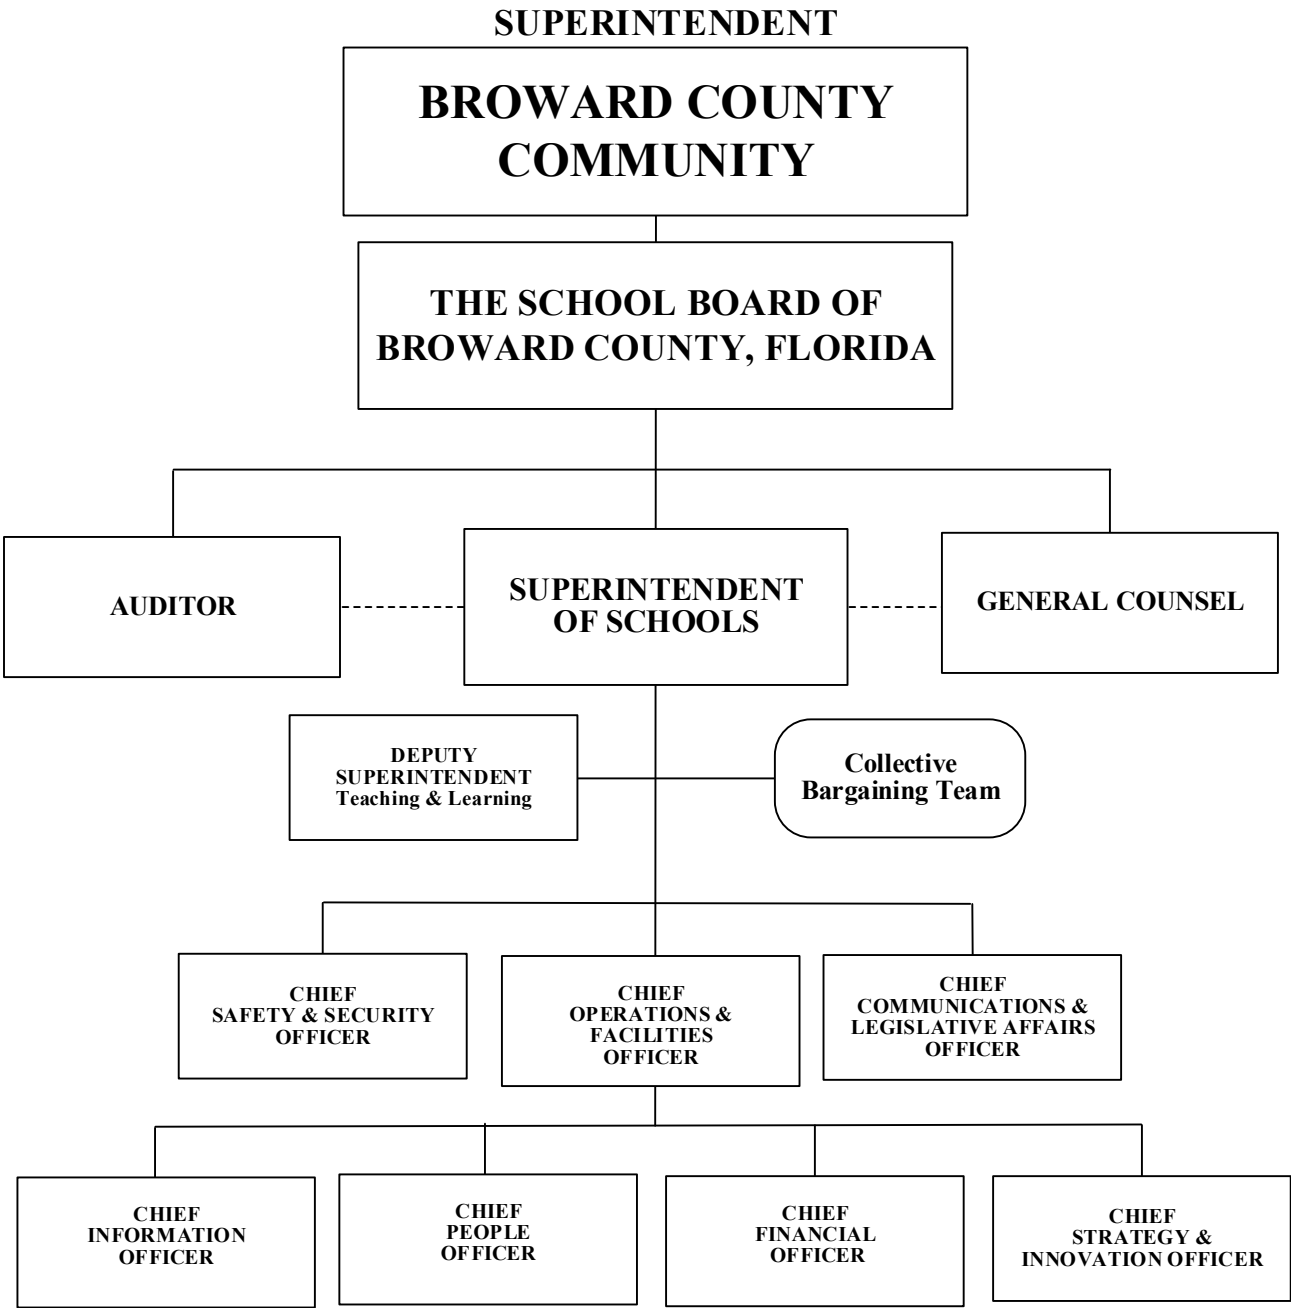 SUPERINTENDENT
BROWARD COUNTY
COMMUNITY
THE SCHOOL BOARD OF
BROWARD COUNTY, FLORIDA
AUDITOR
SUPERINTENDENT
OF SCHOOLS
GENERAL COUNSEL
DEPUTY
SUPERINTENDENT
Teaching & Learning
Collective
Bargaining Team
CHIEF
SAFETY & SECURITY
OFFICER
CHIEF
OPERATIONS &
FACILITIES
OFFICER
CHIEF
COMMUNICATIONS &
LEGISLATIVE AFFAIRS
OFFICER
CHIEF
INFORMATION
OFFICER
CHIEF
PEOPLE
OFFICER
CHIEF
FINANCIAL
OFFICER
CHIEF
STRATEGY &
INNOVATION OFFICER